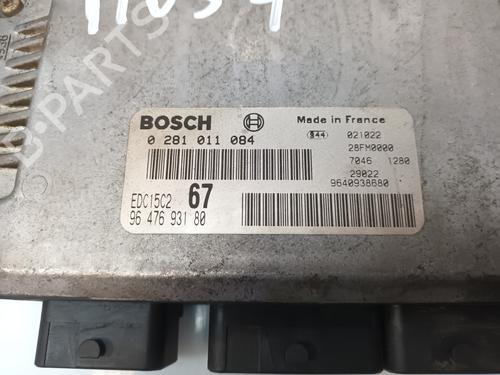 BOSCH
0 281 011 084
EDC15C2 67
96 476 931 80
Made in France
021022
28FM0000
7046 1280
29022
9640938680